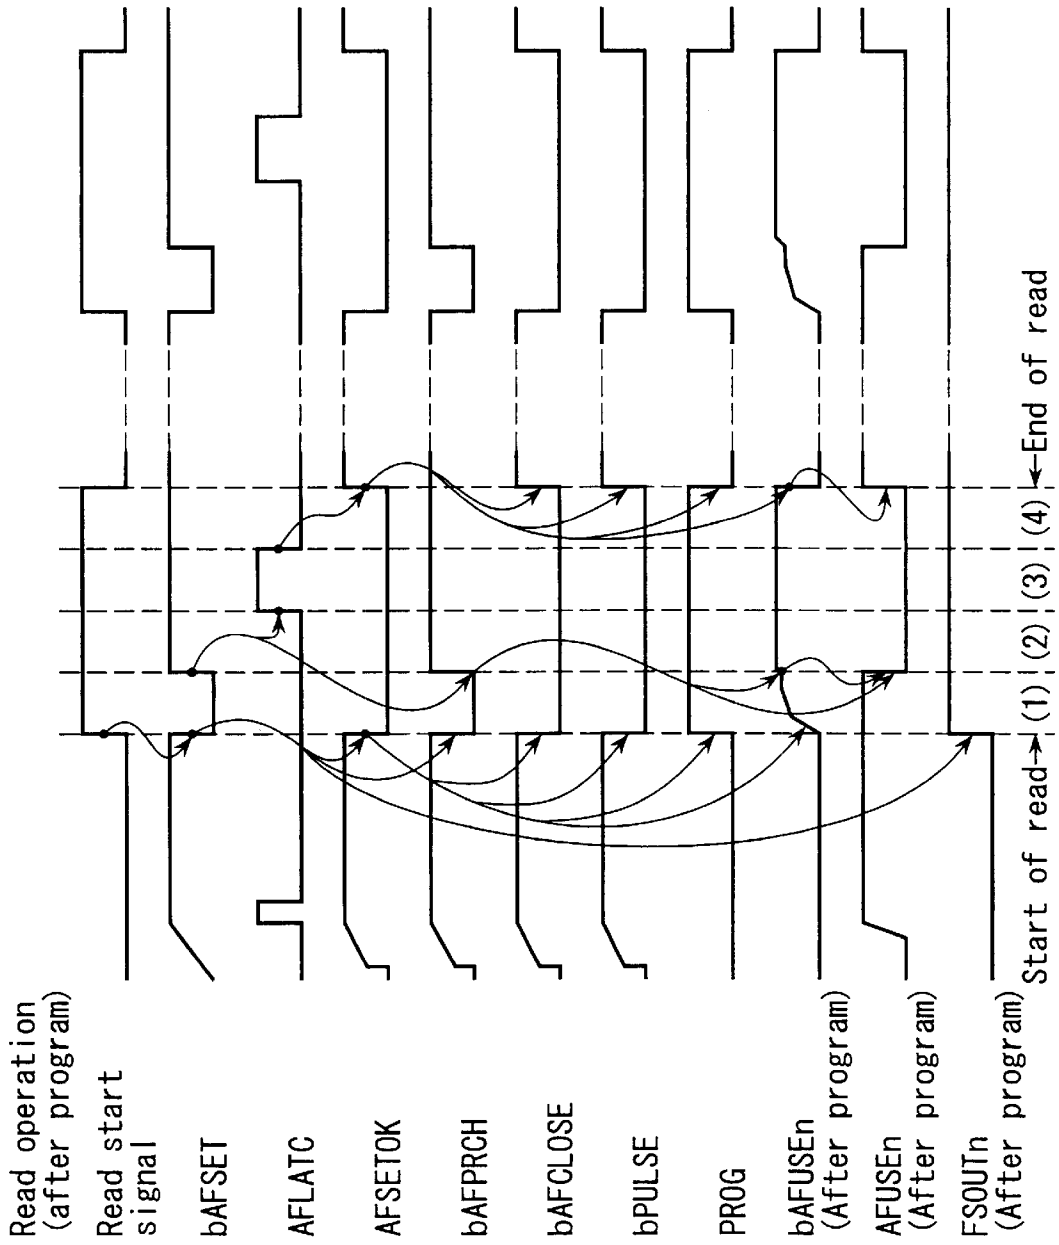 Read operation
(after program)
Read start
signal
bAFSET
AFLATC
AFSETOK
bAFPRCH
bAFCLOSE
bPULSE
PROG
bAFUSEn
(After program)
AFUSEn
(After program)
FSOUTn
(After program)
Start of read→ (1) (2) (3) (4) ←End of read